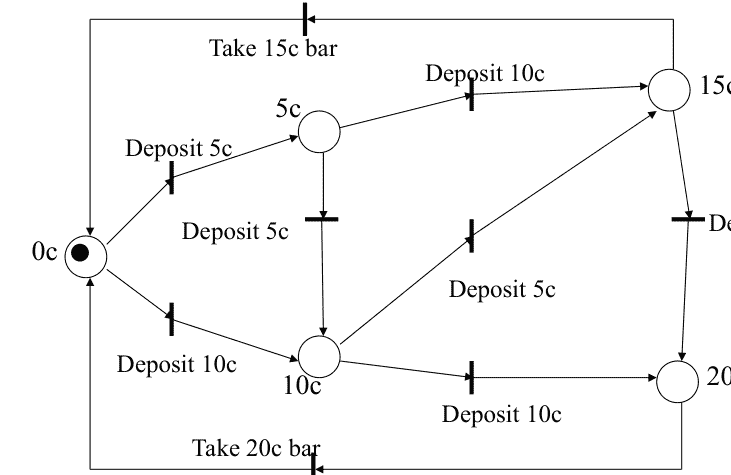 Take 15c bar
Deposit 10c
15c
5c
Deposit 5c
Deposit 5c
De
0c
Deposit 5c
Deposit 10c
10c
20
Deposit 10c
Take 20c bar